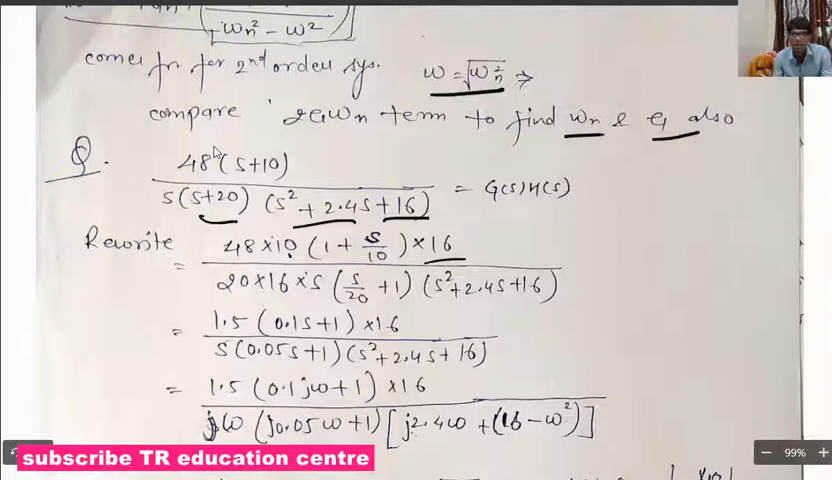 ωn² - ω²
corner fr for 2nd order sys. ω = √ωn² ⇒
compare 2ξωn term to find ωn & ξ also
Q. 48(s+10) / s(s+20) (s²+2.4s+16) = G(s)H(s)
Rewrite = 48×10 (1 + s/10) ×16 / 20×16×s (s/20 +1) (s²+2.4s+16)
= 1.5 (0.1s+1) ×16 / s(0.05s+1) (s²+2.4s+16)
= 1.5 (0.1jω+1) ×16 / jω (j0.05ω+1) [j2.4ω + (16-ω²)]
subscribe TR education centre
99%